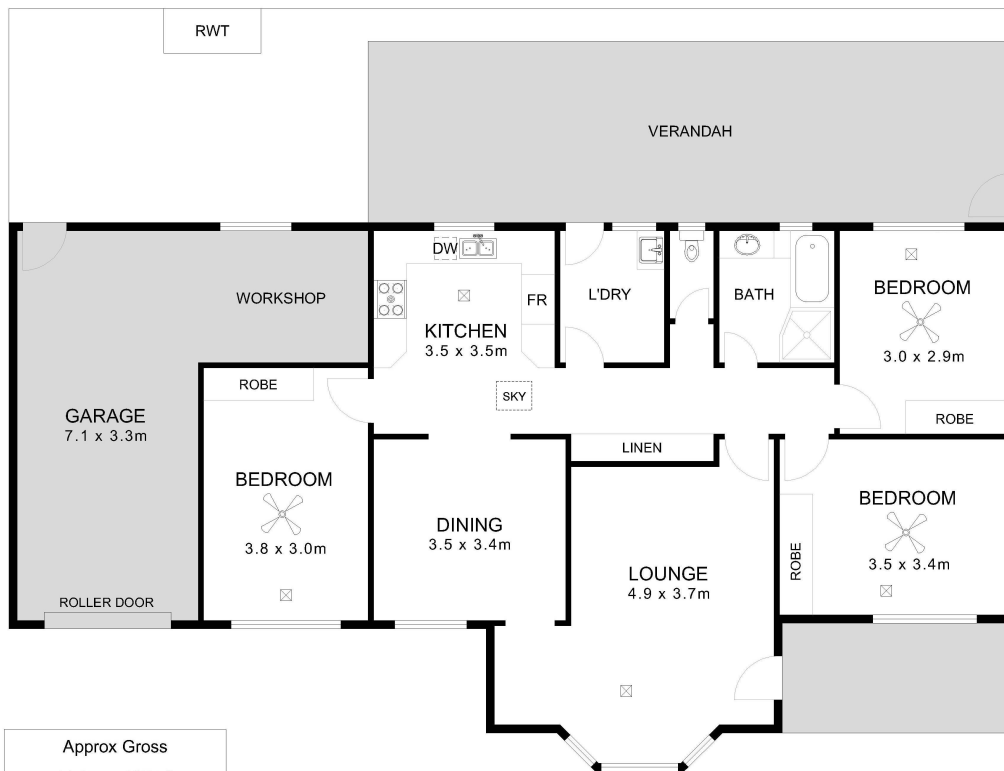 RWT
VERANDAH
DW
WORKSHOP
FR
L'DRY
BATH
BEDROOM
3.0 x 2.9m
KITCHEN
3.5 x 3.5m
ROBE
SKY
GARAGE
7.1 x 3.3m
ROBE
LINEN
BEDROOM
3.8 x 3.0m
DINING
3.5 x 3.4m
BEDROOM
3.5 x 3.4m
ROBE
LOUNGE
4.9 x 3.7m
ROLLER DOOR
Approx Gross